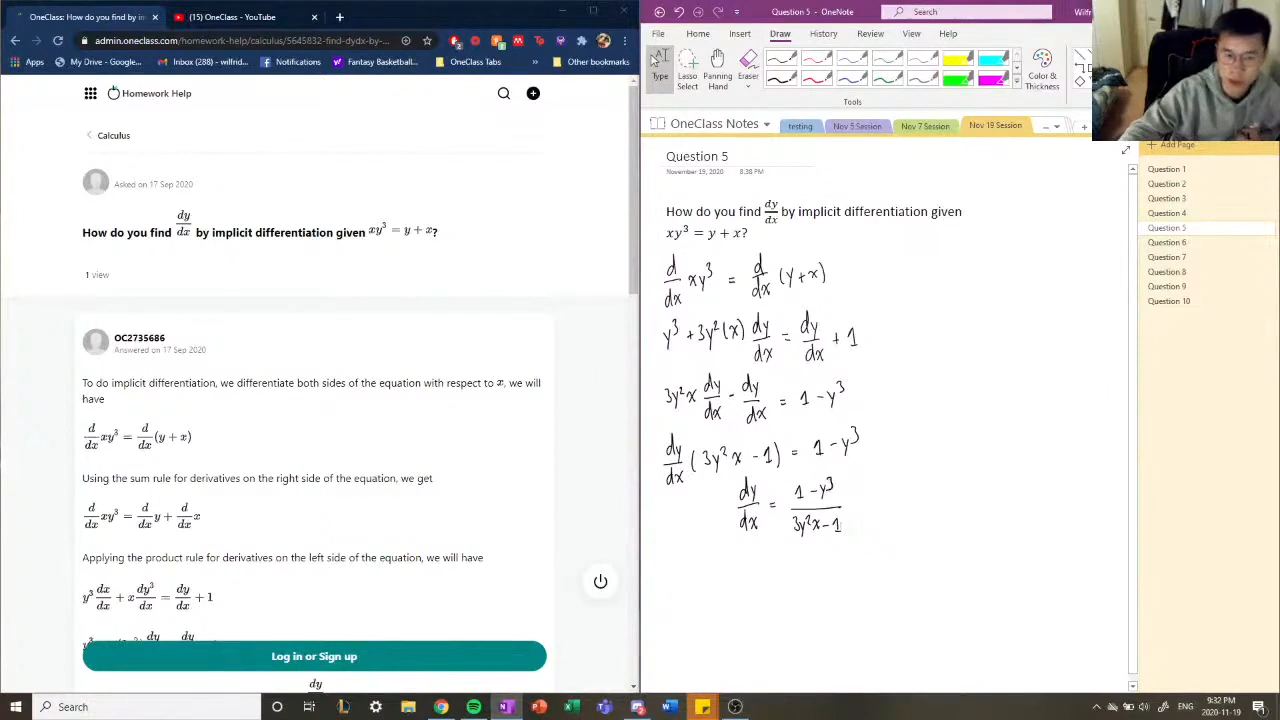 OneClass: How do you find by in
(15) OneClass - YouTube
admin.oneclass.com/homework-help/calculus/5645832-find-dydx-by-...
Apps
My Drive - Google...
Inbox (8) - wilfrie...
Notifications
Fantasy Basketball...
OneClass Tabs
Other bookmarks
Homework Help
Calculus
Asked on 17 Sep 2020
How do you find dy/dx by implicit differentiation given xy³ = y + x?
1 view
OC2735686
Answered on 17 Sep 2020
To do implicit differentiation, we differentiate both sides of the equation with respect to x, we will
have
d/dx xy³ = d/dx (y + x)
Using the sum rule for derivatives on the right side of the equation, we get
d/dx xy³ = d/dx y + d/dx x
Applying the product rule for derivatives on the left side of the equation, we will have
y³ dx/dx + x dy³/dx = dy/dx + 1
Log in or Sign up
dy
Question 5 - OneNote
Search
Wilfr
File
Home
Insert
Draw
History
Review
View
Help
Type
Lasso
Select
Panning
Hand
Eraser
Color &
Thickness
Tools
OneClass Notes
testing
Nov 5 Session
Nov 7 Session
Nov 19 Session
Add Page
Question 1
Question 2
Question 3
Question 4
Question 5
Question 6
Question 7
Question 8
Question 9
Question 10
Question 5
November 19, 2020 8:38 PM
How do you find dy/dx by implicit differentiation given
xy³ = y + x?
d/dx xy³ = d/dx (y + x)
y³ + 3y²(x) dy/dx = dy/dx + 1
3y²x dy/dx - dy/dx = 1 - y³
dy/dx (3y²x - 1) = 1 - y³
dy/dx = (1 - y³)/(3y²x - 1)
Search
ENG
9:32 PM
2020-11-19